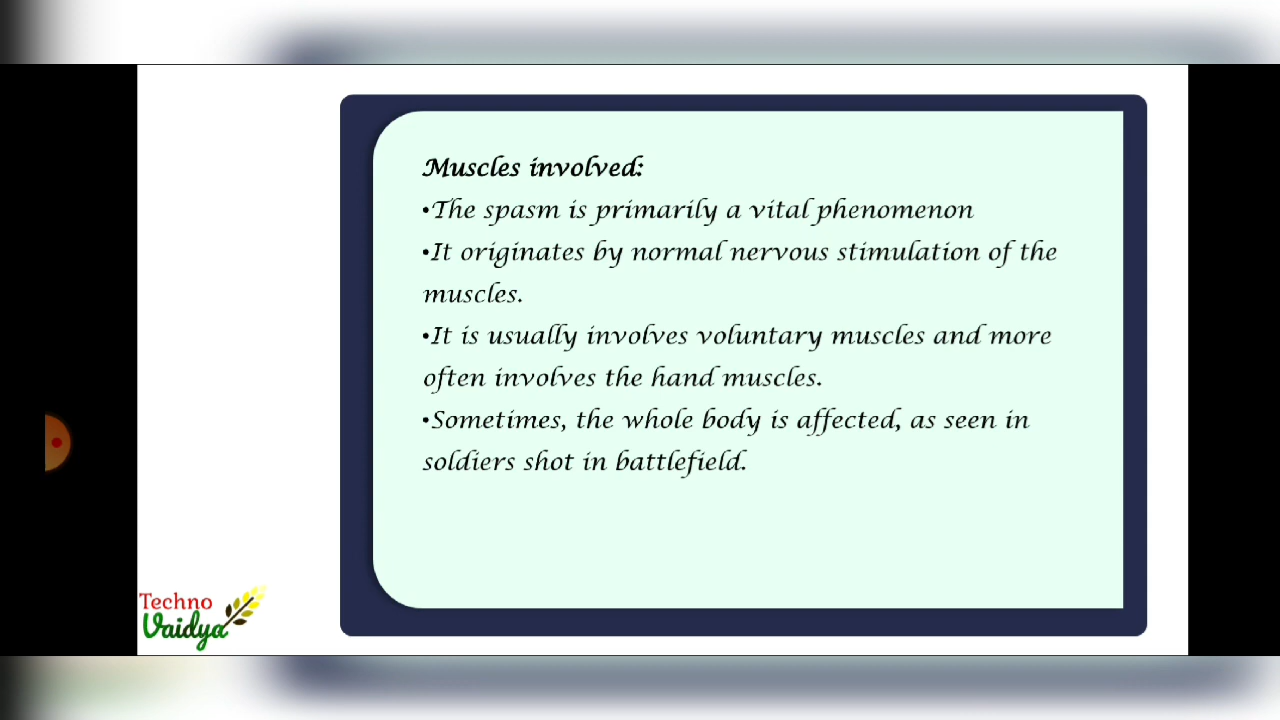 Muscles involved:
•The spasm is primarily a vital phenomenon
•It originates by normal nervous stimulation of the
muscles.
•It is usually involves voluntary muscles and more
often involves the hand muscles.
•Sometimes, the whole body is affected, as seen in
soldiers shot in battlefield.
Techno
Vaidya